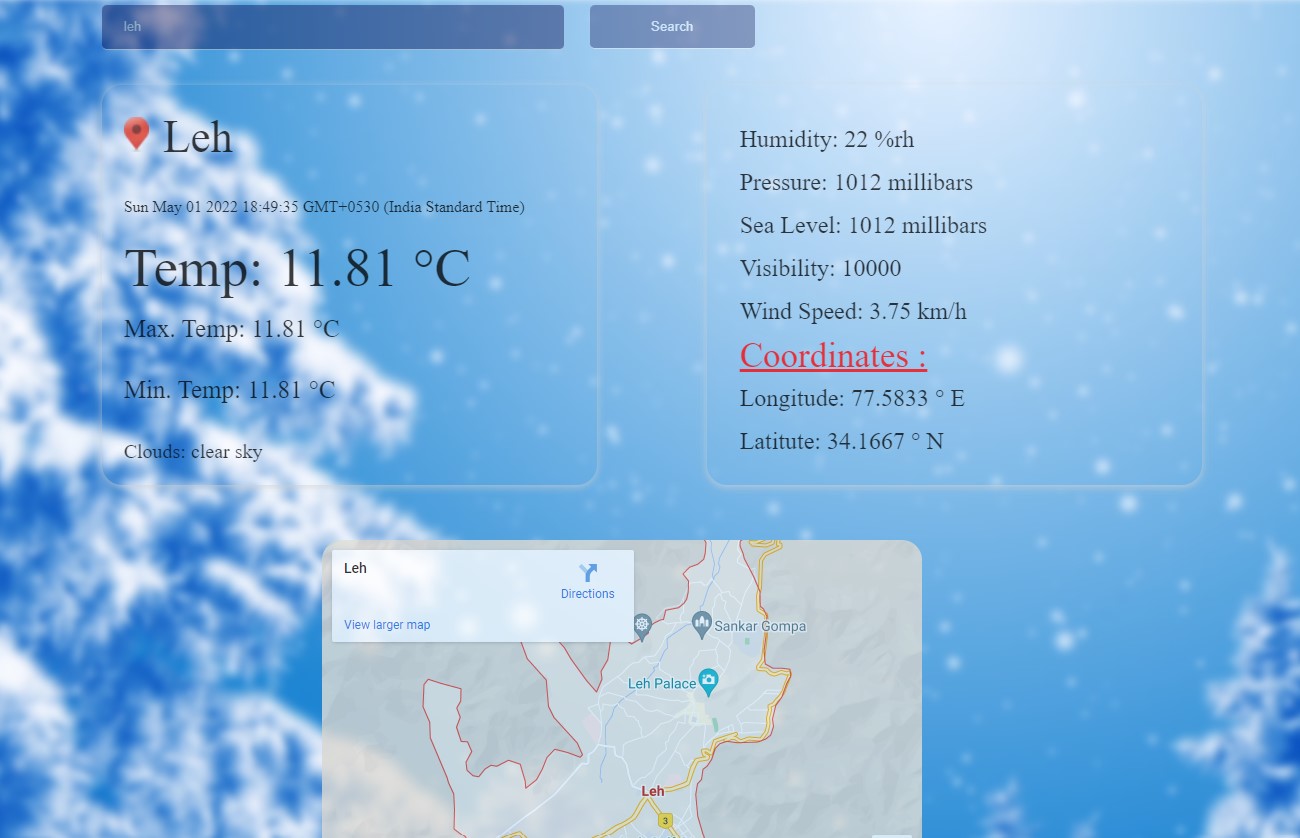 leh
Search
Leh
Sun May 01 2022 18:49:35 GMT+0530 (India Standard Time)
Temp: 11.81 °C
Max. Temp: 11.81 °C
Min. Temp: 11.81 °C
Clouds: clear sky
Humidity: 22 %rh
Pressure: 1012 millibars
Sea Level: 1012 millibars
Visibility: 10000
Wind Speed: 3.75 km/h
Coordinates :
Longitude: 77.5833 ° E
Latitute: 34.1667 ° N
Leh
Directions
View larger map
Sankar Gompa
Leh Palace
Leh
3